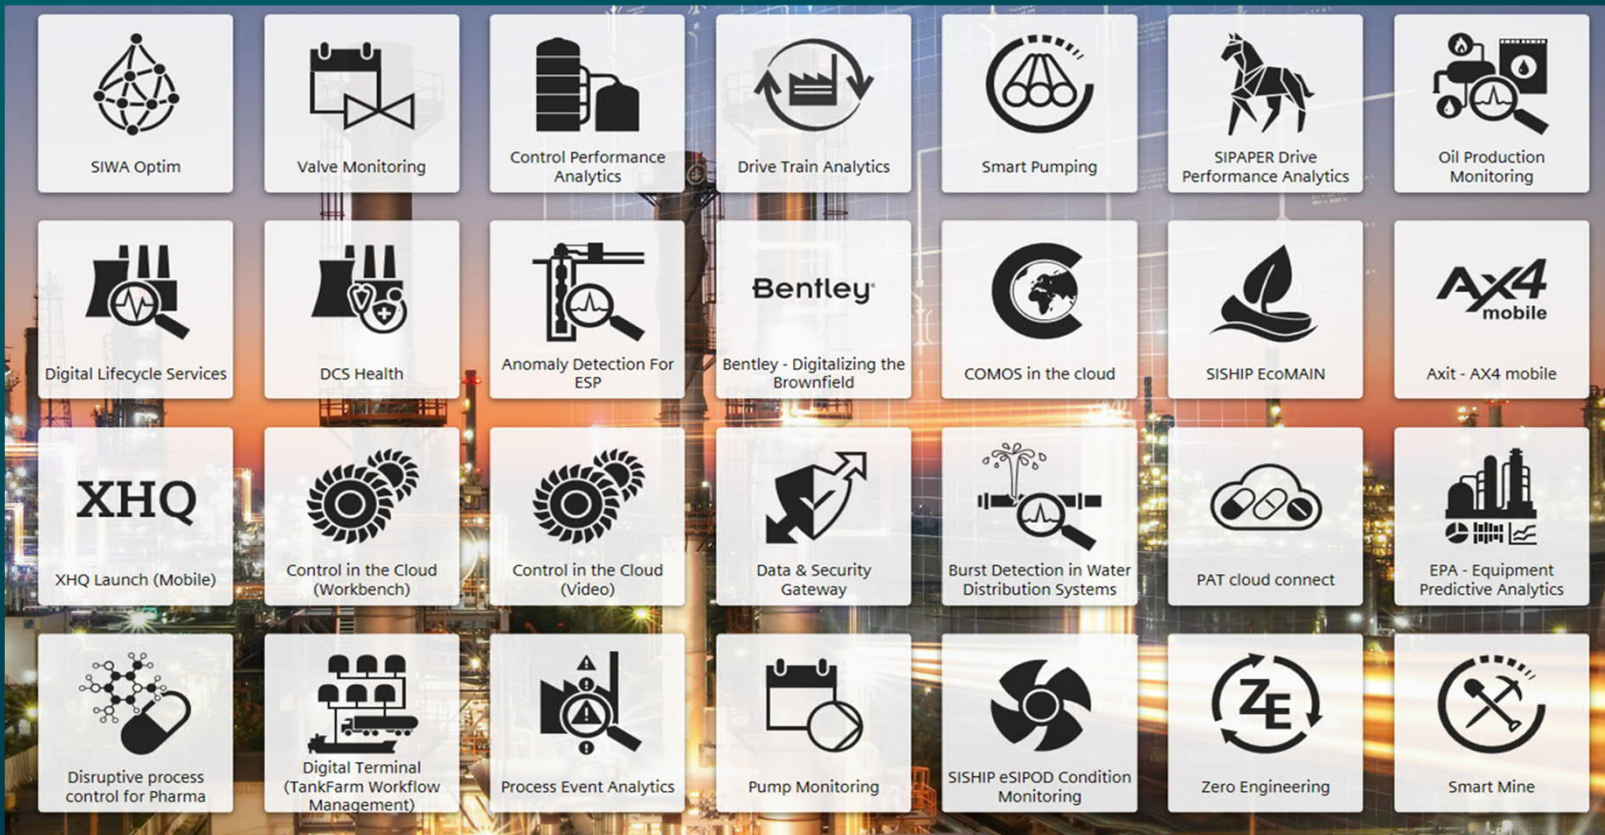 SIWA Optim
Valve Monitoring
Control Performance
Analytics
Drive Train Analytics
Smart Pumping
SIPAPER Drive
Performance Analytics
Oil Production
Monitoring
Digital Lifecycle Services
DCS Health
Anomaly Detection For
ESP
Bentley
Bentley - Digitalizing the
Brownfield
COMOS in the cloud
SISHIP EcoMAIN
Ax4
mobile
Axit - AX4 mobile
XHQ
XHQ Launch (Mobile)
Control in the Cloud
(Workbench)
Control in the Cloud
(Video)
Data & Security
Gateway
Burst Detection in Water
Distribution Systems
PAT cloud connect
EPA - Equipment
Predictive Analytics
Disruptive process
control for Pharma
Digital Terminal
(TankFarm Workflow
Management)
Process Event Analytics
Pump Monitoring
SISHIP eSIPOD Condition
Monitoring
ZE
Zero Engineering
Smart Mine